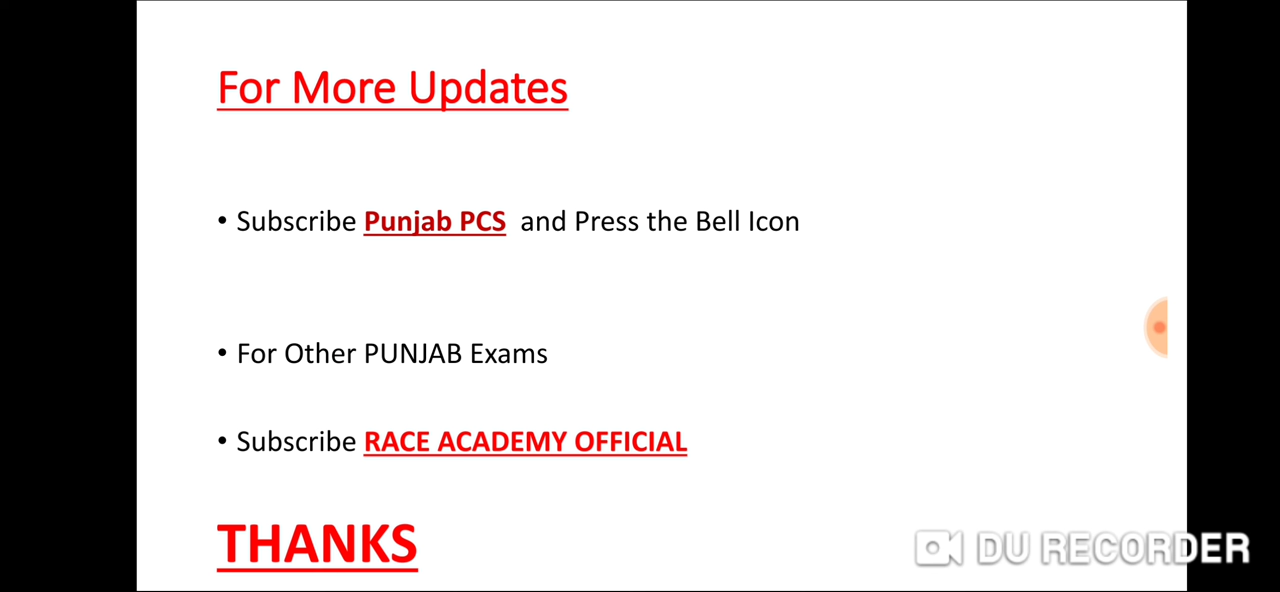 For More Updates
• Subscribe Punjab PCS and Press the Bell Icon
• For Other PUNJAB Exams
• Subscribe RACE ACADEMY OFFICIAL
THANKS
DU RECORDER